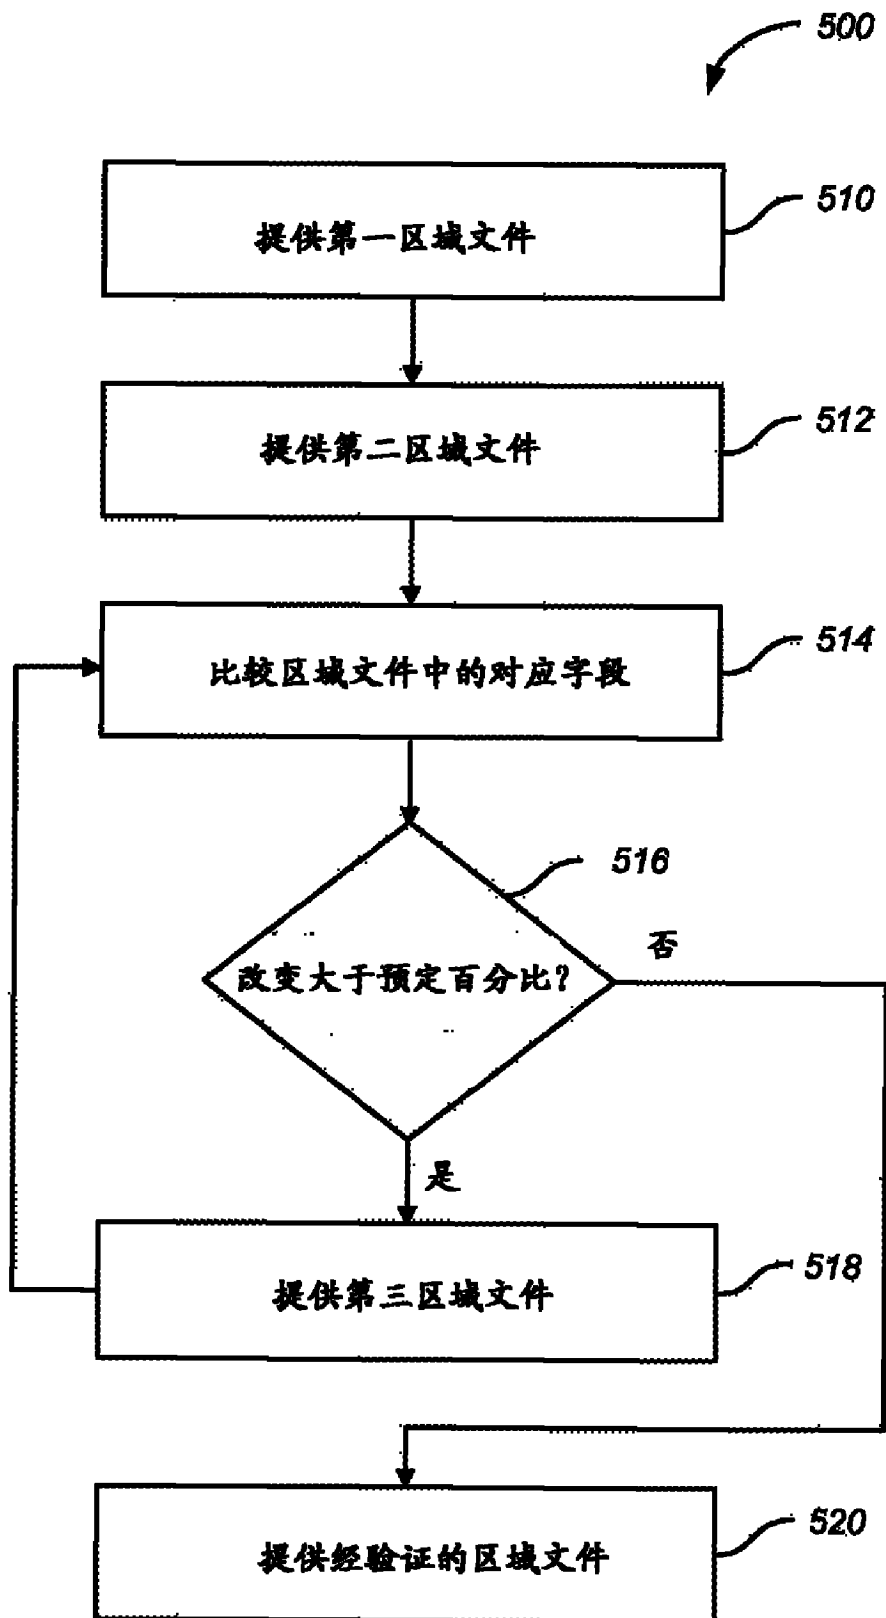 500
提供第一区域文件
510
提供第二区域文件
512
比较区域文件中的对应字段
514
516
改变大于预定百分比?
否
是
提供第三区域文件
518
提供经验证的区域文件
520